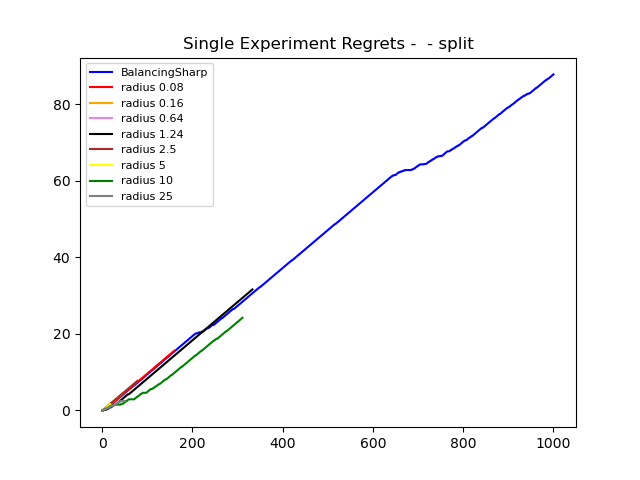 Single Experiment Regrets -  - split
BalancingSharp
radius 0.08
radius 0.16
radius 0.64
radius 1.24
radius 2.5
radius 5
radius 10
radius 25
80
60
40
20
0
0 200 400 600 800 1000